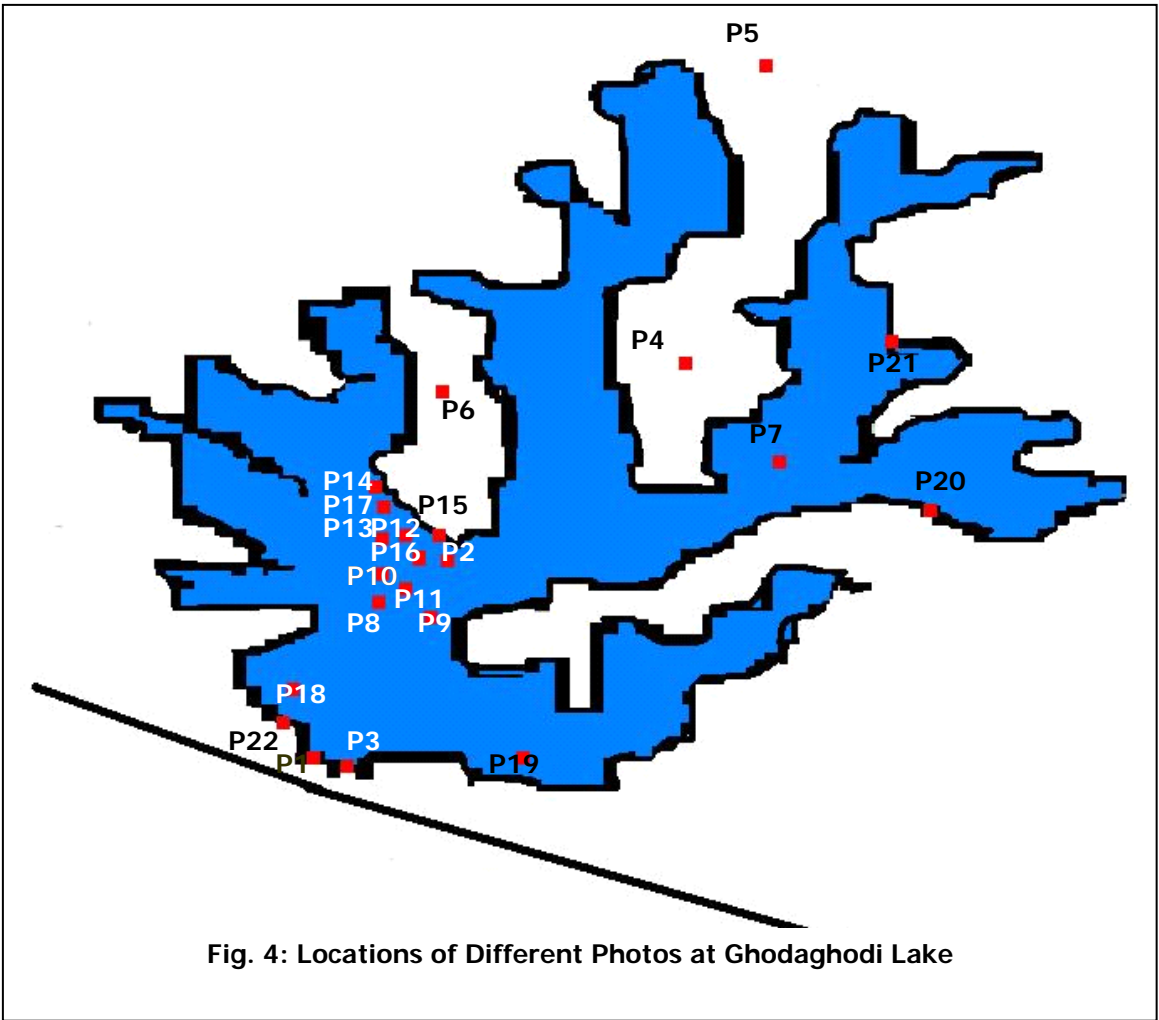 P5
P4
P21
P6
P7
P14
P20
P17
P15
P13
P12
P16
P2
P10
P11
P8
P9
P18
P22
P3
P1
P19
Fig. 4: Locations of Different Photos at Ghodaghodi Lake